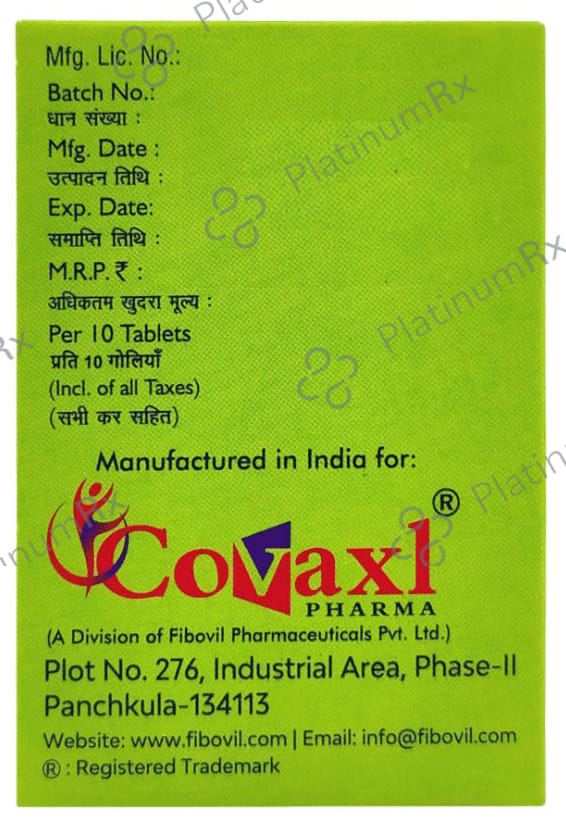 Mfg. Lic. No.:
Batch No.:
धान संख्या :
Mfg. Date :
उत्पादन तिथि :
Exp. Date:
समाप्ति तिथि :
M.R.P. ₹ :
अधिकतम खुदरा मूल्य :
Per 10 Tablets
प्रति 10 गोलियाँ
(Incl. of all Taxes)
(सभी कर सहित)
Manufactured in India for:
Covaxl®
PHARMA
(A Division of Fibovil Pharmaceuticals Pvt. Ltd.)
Plot No. 276, Industrial Area, Phase-II
Panchkula-134113
Website: www.fibovil.com | Email: info@fibovil.com
® : Registered Trademark
PlatinumRx
PlatinumRx